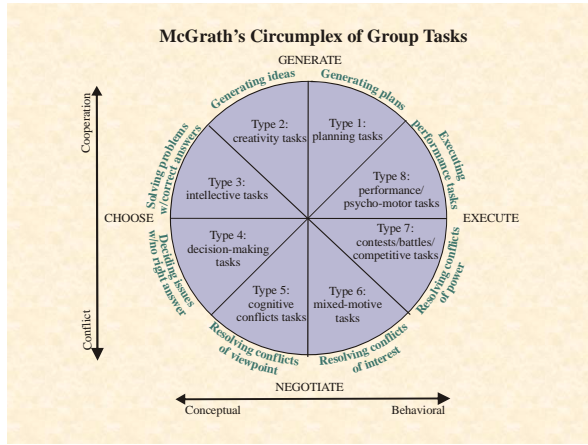 McGrath's Circumplex of Group Tasks
GENERATE
Generating ideas
Generating plans
Cooperation
Solving problems
w/correct answers
Executing
performance tasks
Type 2:
creativity tasks
Type 1:
planning tasks
Type 3:
intellective tasks
Type 8:
performance/
psycho-motor tasks
CHOOSE
EXECUTE
Type 4:
decision-making
tasks
Type 7:
contests/battles/
competitive tasks
Deciding issues
w/no right answer
Resolving conflicts
of power
Type 5:
cognitive
conflicts tasks
Type 6:
mixed-motive
tasks
Conflict
Resolving conflicts
of viewpoint
Resolving conflicts
of interest
NEGOTIATE
Conceptual
Behavioral